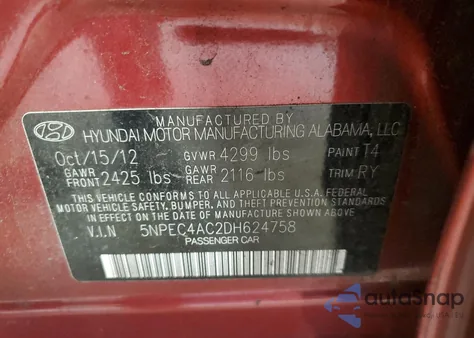 MANUFACTURED BY
HYUNDAI MOTOR MANUFACTURING ALABAMA, LLC
Oct/15/12 GVWR 4299 lbs PAINT T4
GAWR FRONT 2425 lbs GAWR REAR 2116 lbs TRIM RY
THIS VEHICLE CONFORMS TO ALL APPLICABLE U.S.A. FEDERAL
MOTOR VEHICLE SAFETY, BUMPER, AND THEFT PREVENTION STANDARDS
IN EFFECT ON THE DATE OF MANUFACTURE SHOWN ABOVE.
V.I.N 5NPEC4AC2DH624758
PASSENGER CAR
autoSnap